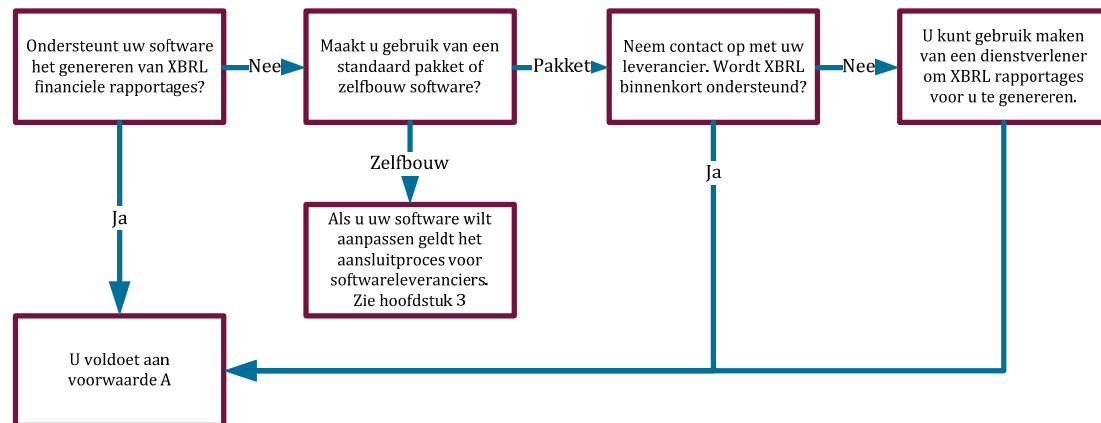 Ondersteunt uw software
het genereren van XBRL
financiele rapportages?
Nee
Maakt u gebruik van een
standaard pakket of
zelfbouw software?
Pakket
Neem contact op met uw
leverancier. Wordt XBRL
binnenkort ondersteund?
Nee
U kunt gebruik maken
van een dienstverlener
om XBRL rapportages
voor u te genereren.
Zelfbouw
Ja
Ja
Als u uw software wilt
aanpassen geldt het
aansluitproces voor
softwareleveranciers.
Zie hoofdstuk 3
U voldoet aan
voorwaarde A